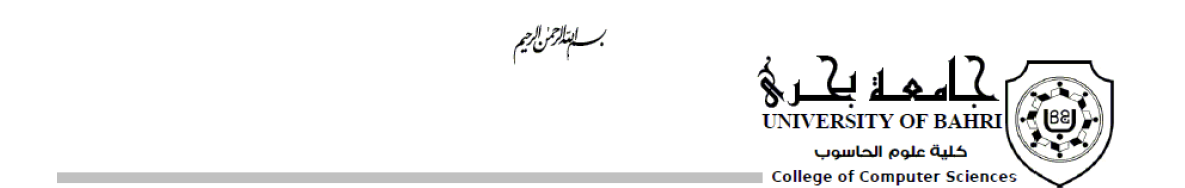 بسم الله الرحمن الرحيم
جامعة بحري
UNIVERSITY OF BAHRI
كلية علوم الحاسوب
College of Computer Sciences